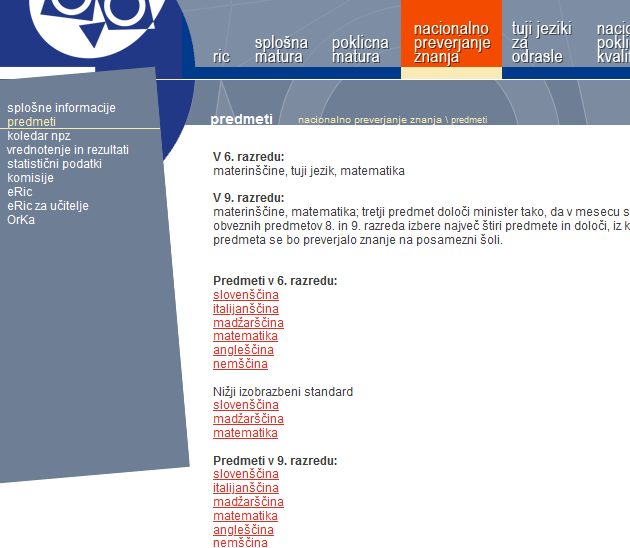 ric
splošna
matura
poklicna
matura
nacionalno
preverjanje
znanja
tuji jeziki
za
odrasle
splošne informacije
predmeti
koledar npz
vrednotenje in rezultati
statistični podatki
komisije
eRic
eRic za učitelje
OrKa
predmeti nacionalno preverjanje znanja \ predmeti
V 6. razredu:
materinščine, tuji jezik, matematika
V 9. razredu:
materinščine, matematika; tretji predmet določi minister tako, da v mesecu
obveznih predmetov 8. in 9. razreda izbere največ štiri predmete in določi, iz
predmeta se bo preverjalo znanje na posamezni šoli.
Predmeti v 6. razredu:
slovenščina
italijanščina
madžarščina
matematika
angleščina
nemščina
Nižji izobrazbeni standard
slovenščina
madžarščina
matematika
Predmeti v 9. razredu:
slovenščina
italijanščina
madžarščina
matematika
angleščina
nemščina